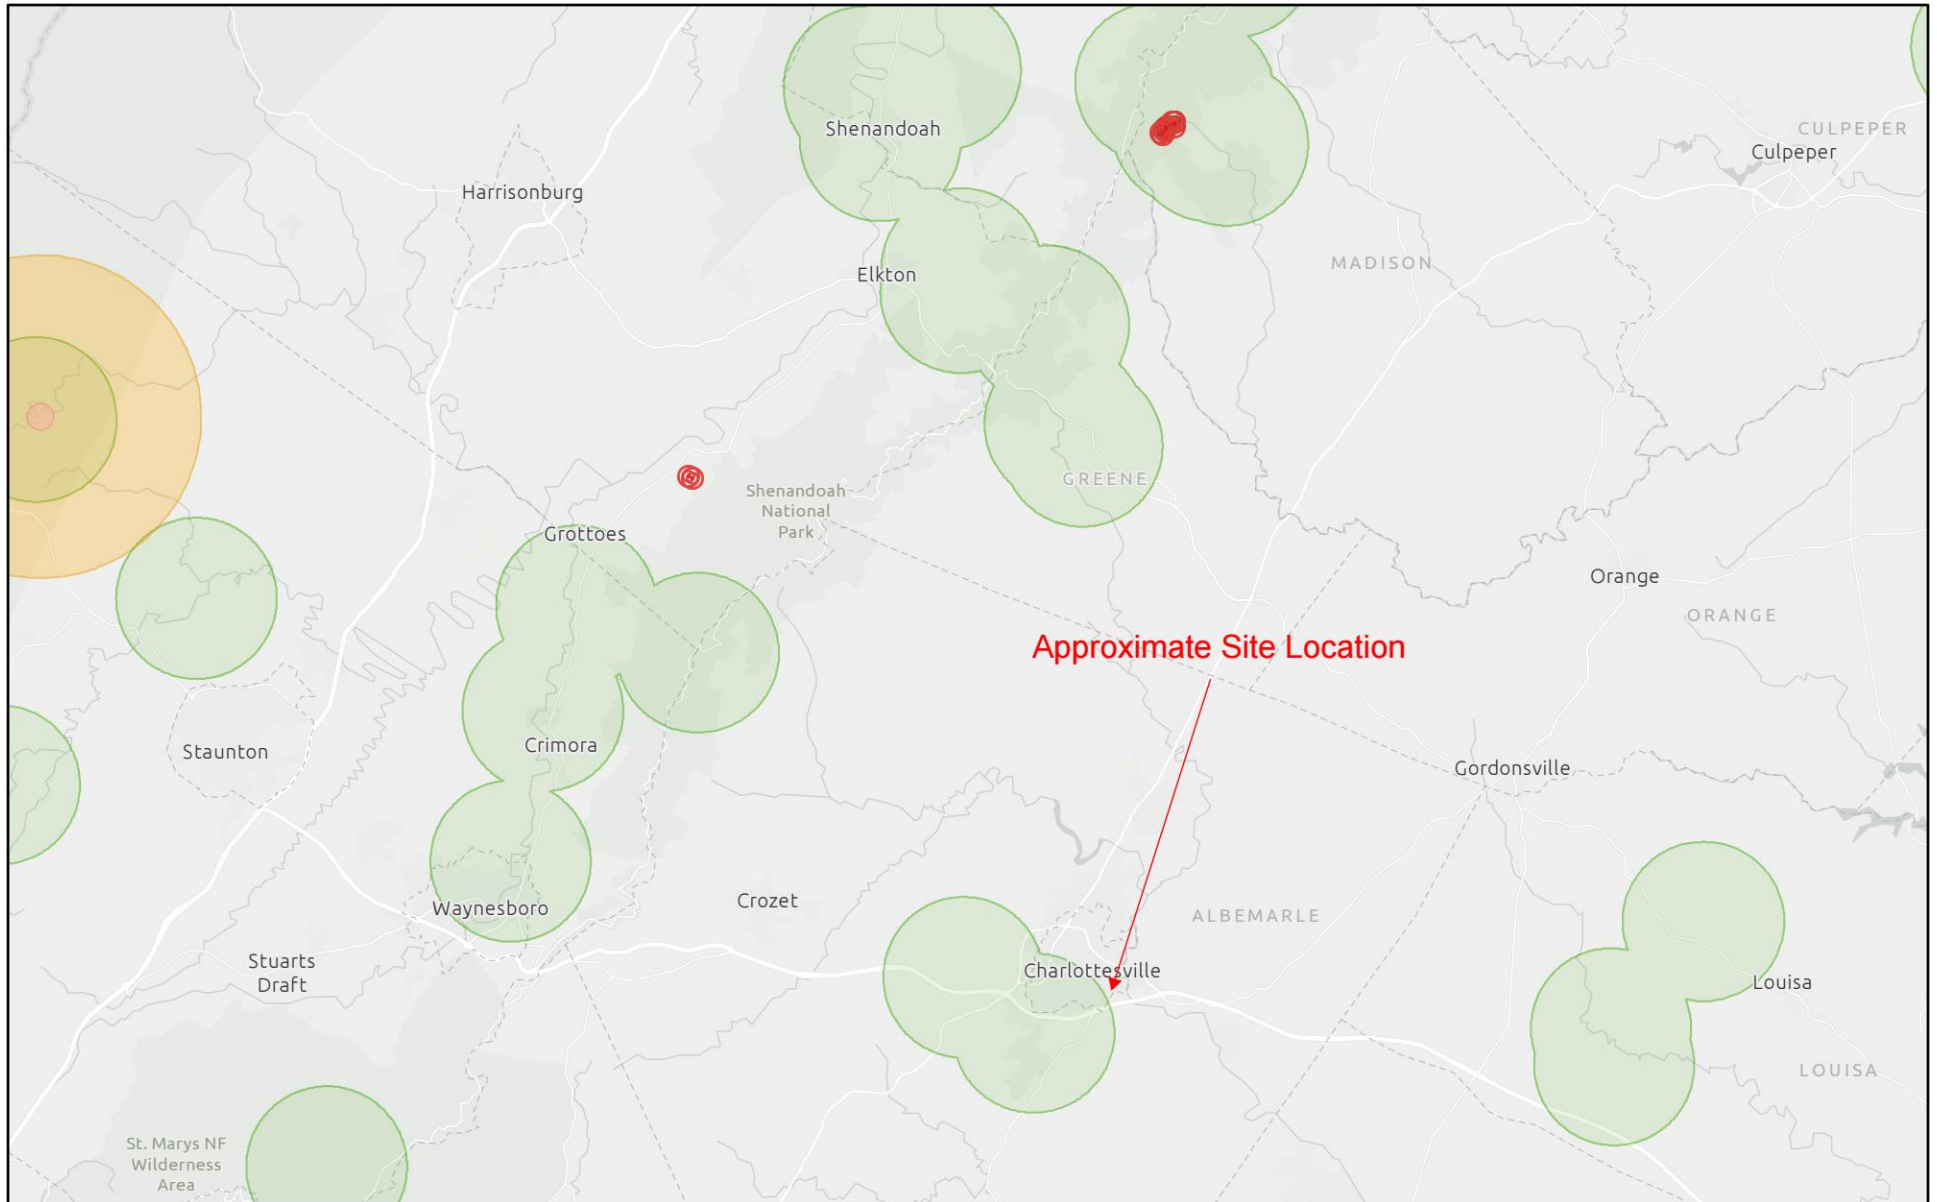 Shenandoah
CULPEPER
Culpeper
Harrisonburg
MADISON
Elkton
GREENE
Shenandoah
National
Park
Grottoes
Orange
ORANGE
Approximate Site Location
Staunton
Crimora
Gordonsville
Crozet
Waynesboro
ALBEMARLE
Stuarts
Draft
Charlottesville
Louisa
LOUISA
St. Marys NF
Wilderness
Area